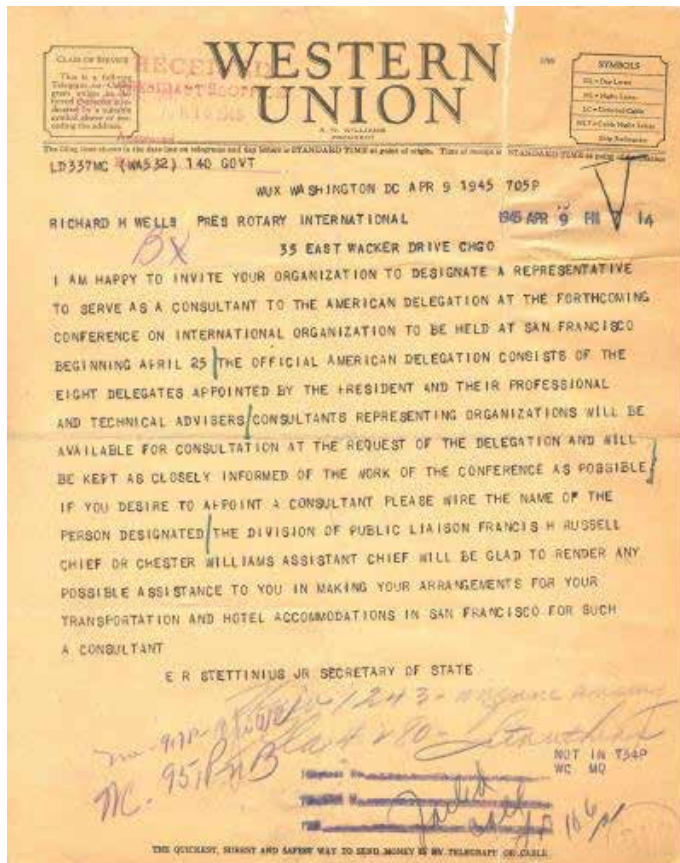 CLASS OF SERVICE
WESTERN
UNION
A. N. WILLIAMS
PRESIDENT
SYMBOLS
RECEIVED
LD337MC (WA532) 140 GOVT
WUX WASHINGTON DC APR 9 1945 705P
RICHARD H WELLS PRES ROTARY INTERNATIONAL
1945 APR 9 PM 7 14
35 EAST WACKER DRIVE CHGO
I AM HAPPY TO INVITE YOUR ORGANIZATION TO DESIGNATE A REPRESENTATIVE
TO SERVE AS A CONSULTANT TO THE AMERICAN DELEGATION AT THE FORTHCOMING
CONFERENCE ON INTERNATIONAL ORGANIZATION TO BE HELD AT SAN FRANCISCO
BEGINNING APRIL 25 THE OFFICIAL AMERICAN DELEGATION CONSISTS OF THE
EIGHT DELEGATES APPOINTED BY THE PRESIDENT AND THEIR PROFESSIONAL
AND TECHNICAL ADVISERS CONSULTANTS REPRESENTING ORGANIZATIONS WILL BE
AVAILABLE FOR CONSULTATION AT THE REQUEST OF THE DELEGATION AND WILL
BE KEPT AS CLOSELY INFORMED OF THE WORK OF THE CONFERENCE AS POSSIBLE
IF YOU DESIRE TO APPOINT A CONSULTANT PLEASE WIRE THE NAME OF THE
PERSON DESIGNATED THE DIVISION OF PUBLIC LIAISON FRANCIS H RUSSELL
CHIEF OR CHESTER WILLIAMS ASSISTANT CHIEF WILL BE GLAD TO RENDER ANY
POSSIBLE ASSISTANCE TO YOU IN MAKING YOUR ARRANGEMENTS FOR YOUR
TRANSPORTATION AND HOTEL ACCOMMODATIONS IN SAN FRANCISCO FOR SUCH
A CONSULTANT
E R STETTINIUS JR SECRETARY OF STATE
1243-
NOT IN 734P
WC MQ
THE QUICKEST, SUREST AND SAFEST WAY TO SEND MONEY IS BY TELEGRAPH OR CABLE